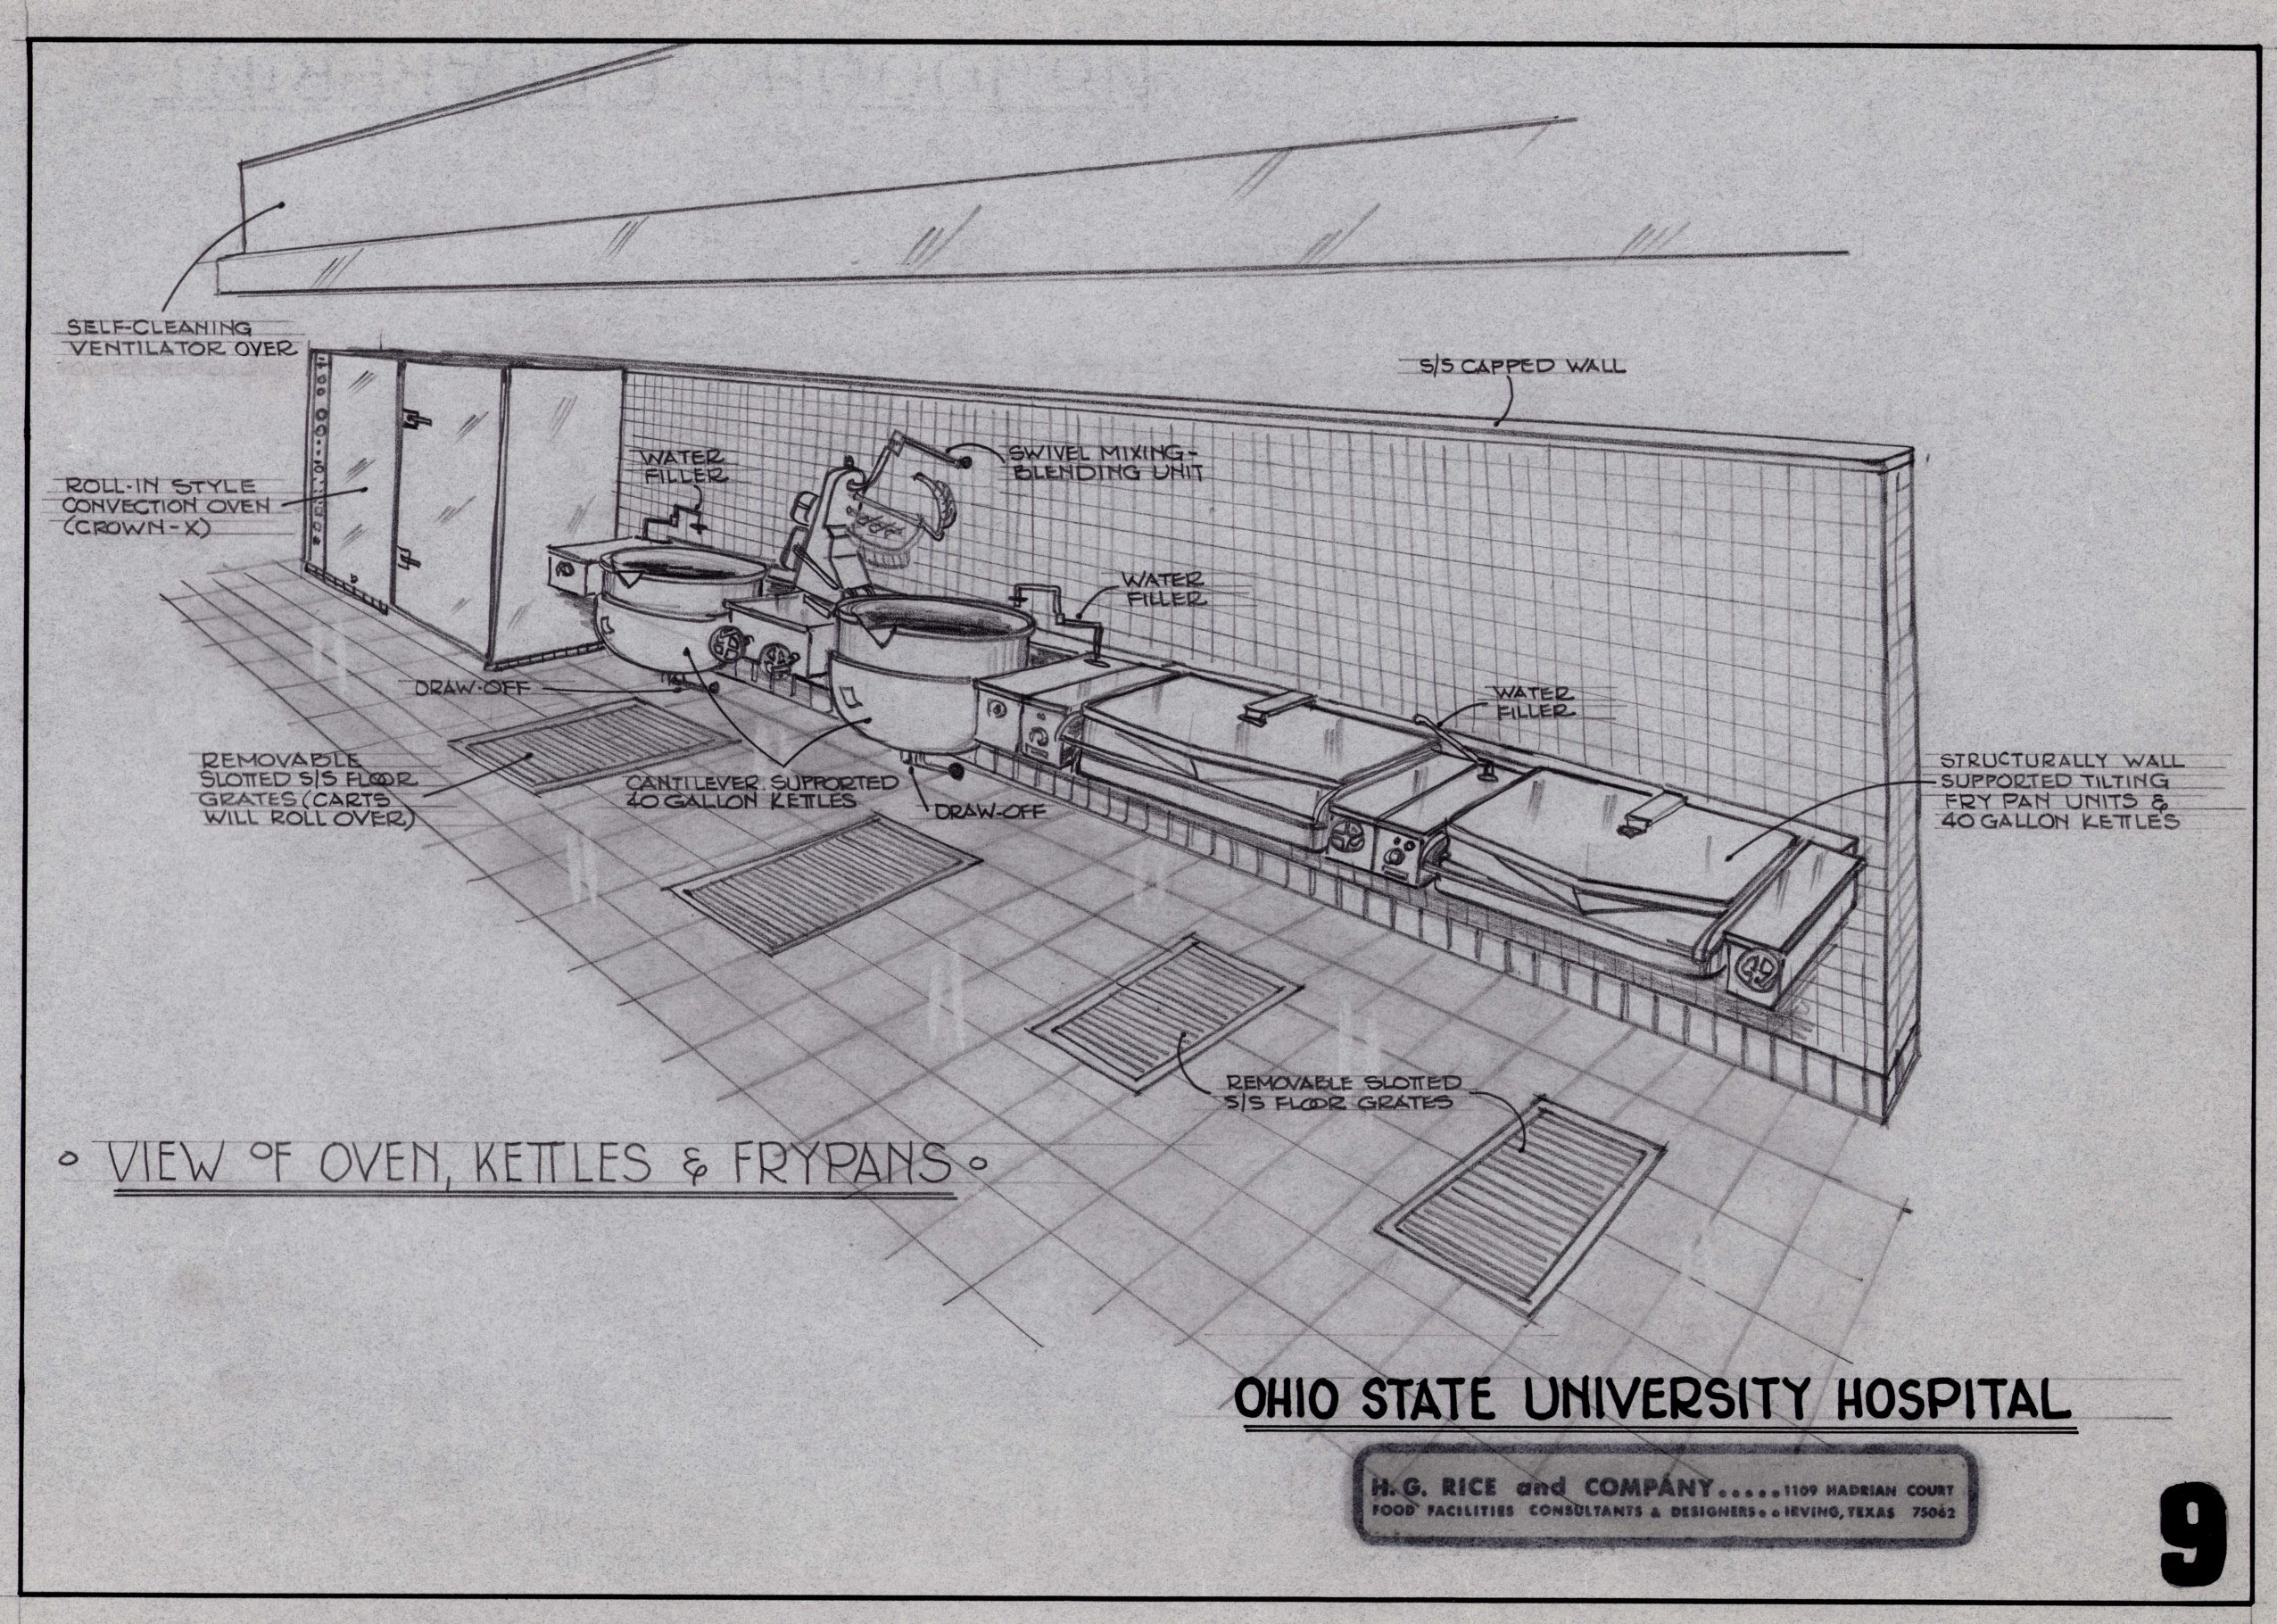 SELF-CLEANING
VENTILATOR OVER
S/S CAPPED WALL
ROLL-IN STYLE
CONVECTION OVEN
(CROWN-X)
WATER
FILLER
SWIVEL MIXING-
BLENDING UNIT
WATER
FILLER
DRAW-OFF
WATER
FILLER
REMOVABLE
SLOTTED S/S FLOOR
GRATES (CARTS
WILL ROLL OVER)
CANTILEVER SUPPORTED
40 GALLON KETTLES
DRAW-OFF
STRUCTURALLY WALL
SUPPORTED TILTING
FRY PAN UNITS &
40 GALLON KETTLES
REMOVABLE SLOTTED
S/S FLOOR GRATES
VIEW OF OVEN, KETTLES & FRYPANS
OHIO STATE UNIVERSITY HOSPITAL
H. G. RICE and COMPANY.....1109 HADRIAN COURT
FOOD FACILITIES CONSULTANTS & DESIGNERS..IRVING, TEXAS 75062
9